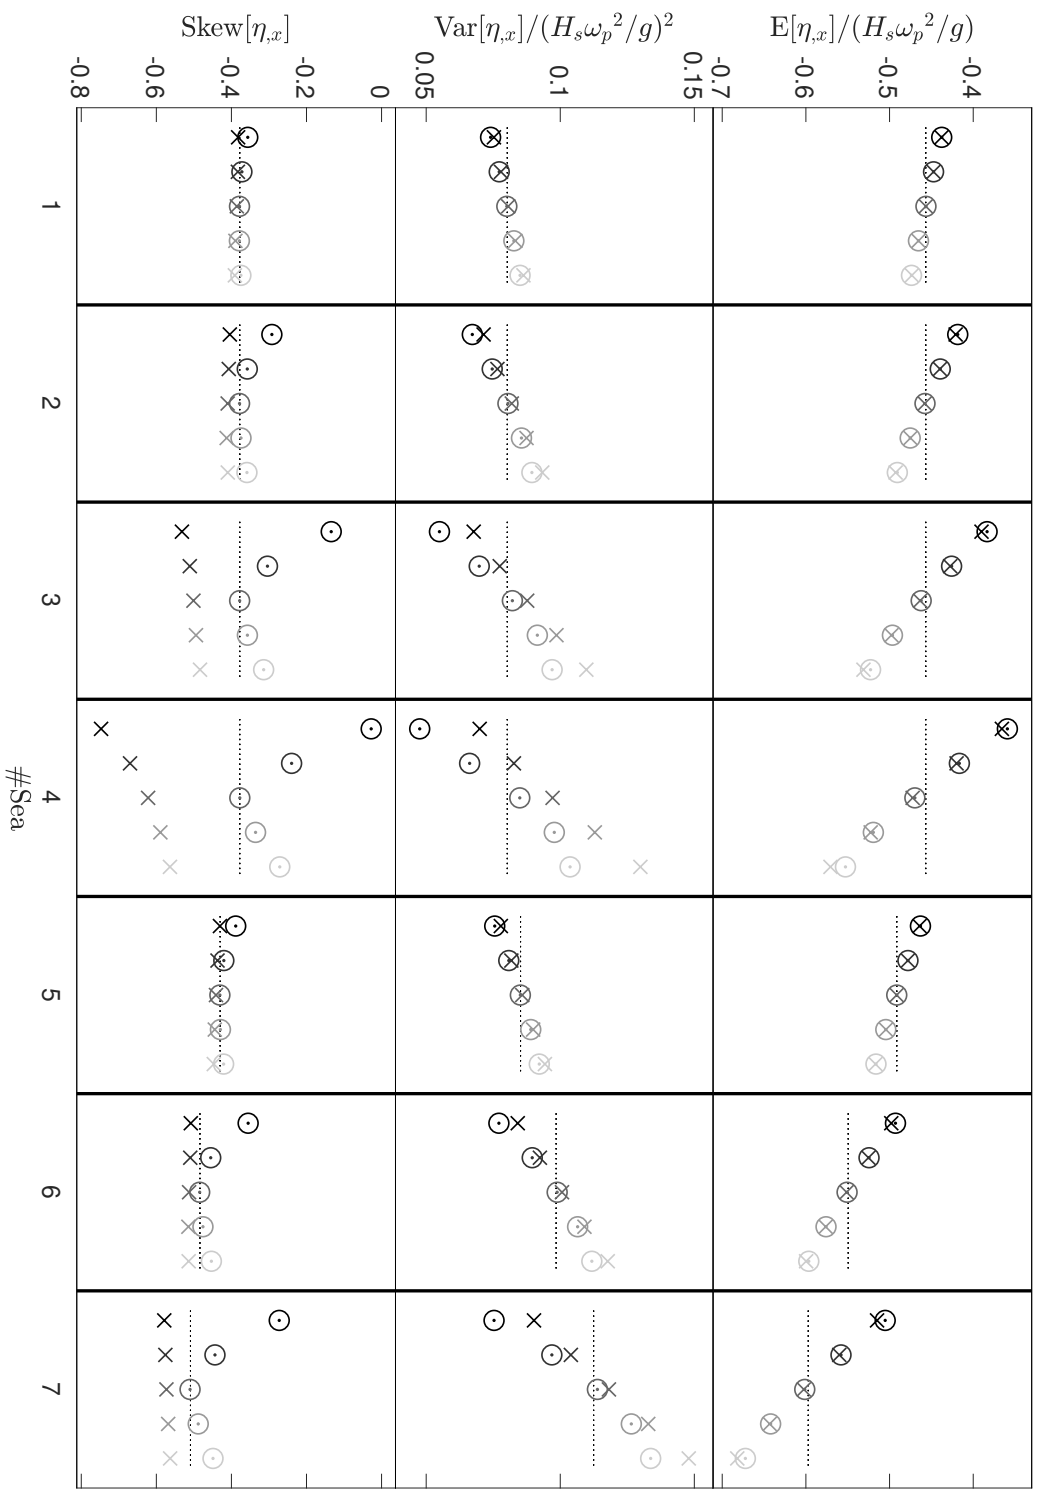 E[η,x]/(Hsωp²/g)
-0.4
-0.5
-0.6
-0.7
Var[η,x]/(Hsωp²/g)²
0.15
0.1
0.05
Skew[η,x]
0
-0.2
-0.4
-0.6
-0.8
1 2 3 4 5 6 7
#Sea